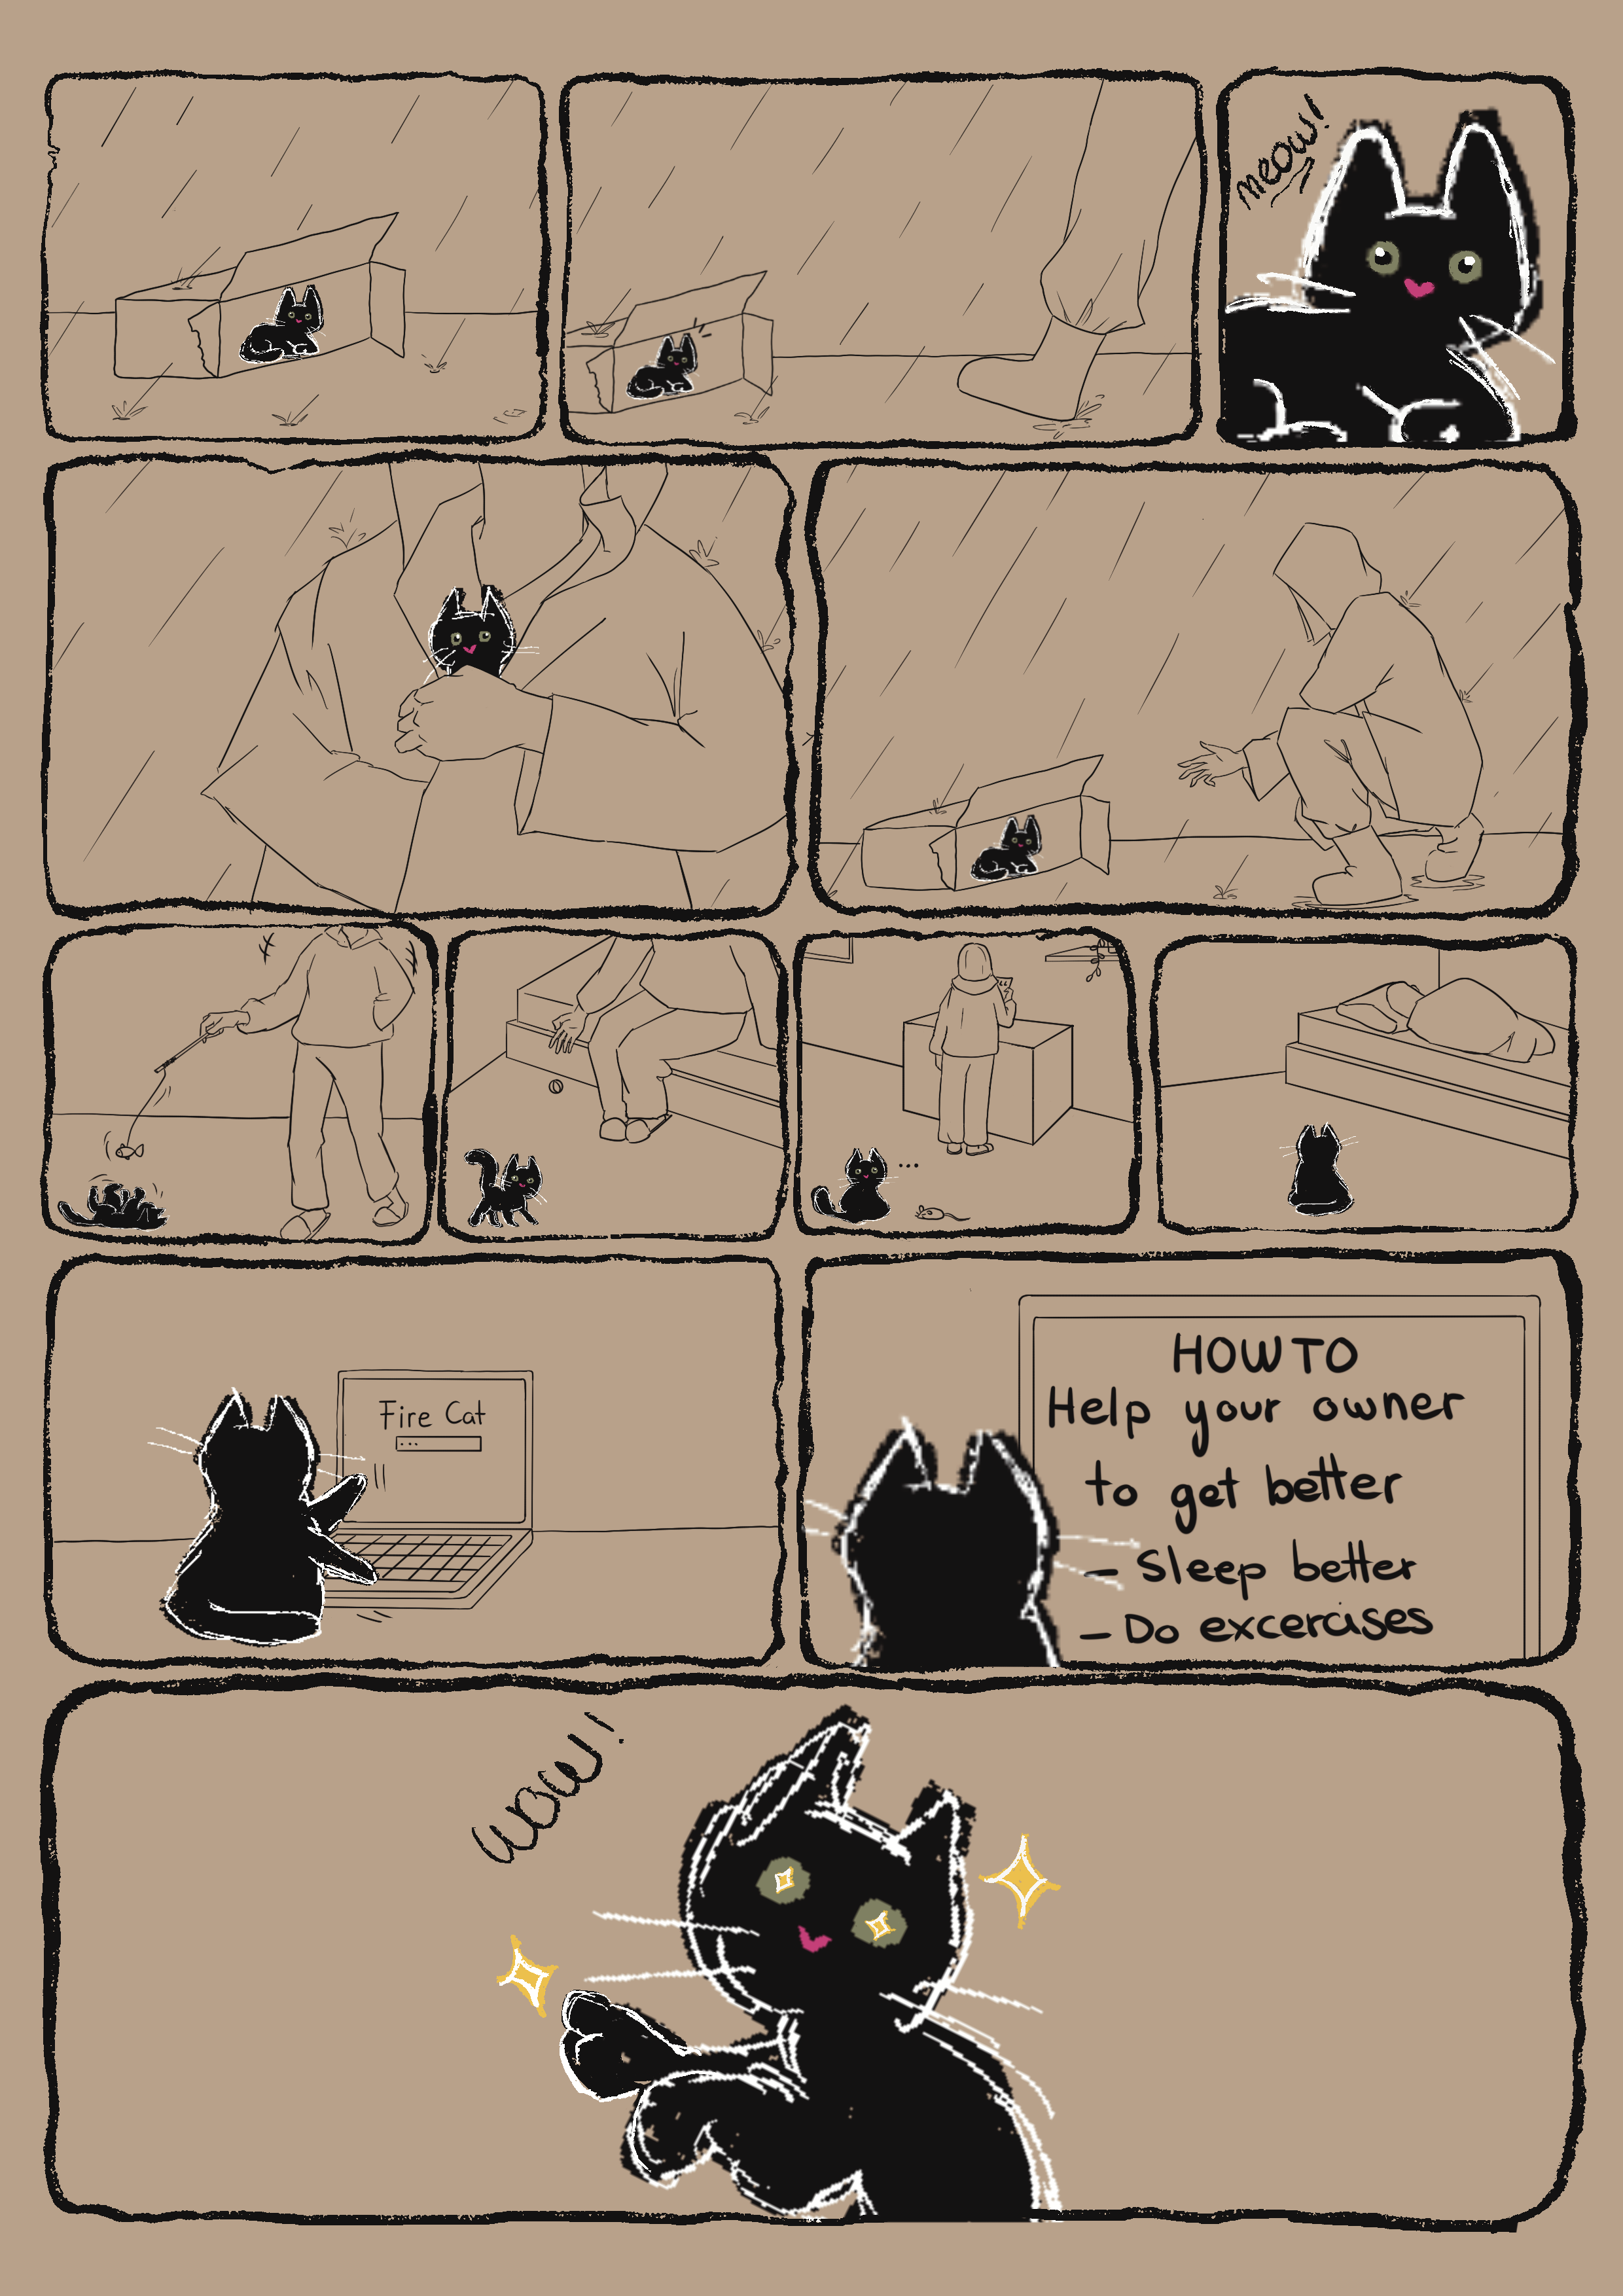 meow!
...
Fire Cat
...
HOW TO
Help your owner
to get better
- Sleep better
- Do excercises
wow!